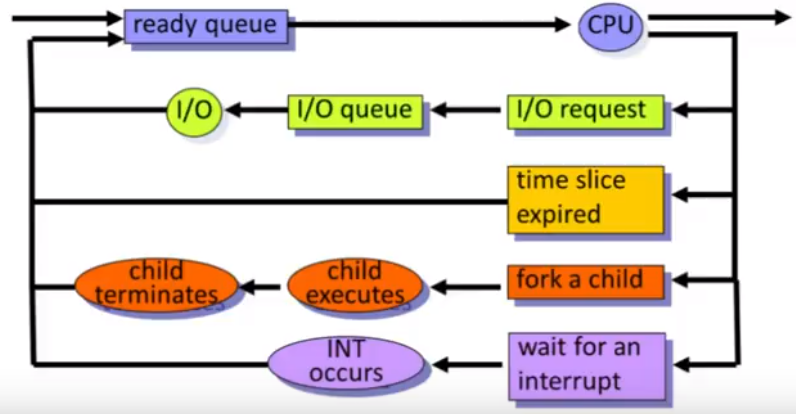 ready queue
CPU
I/O
I/O queue
I/O request
time slice
expired
child
terminates
child
executes
fork a child
INT
occurs
wait for an
interrupt